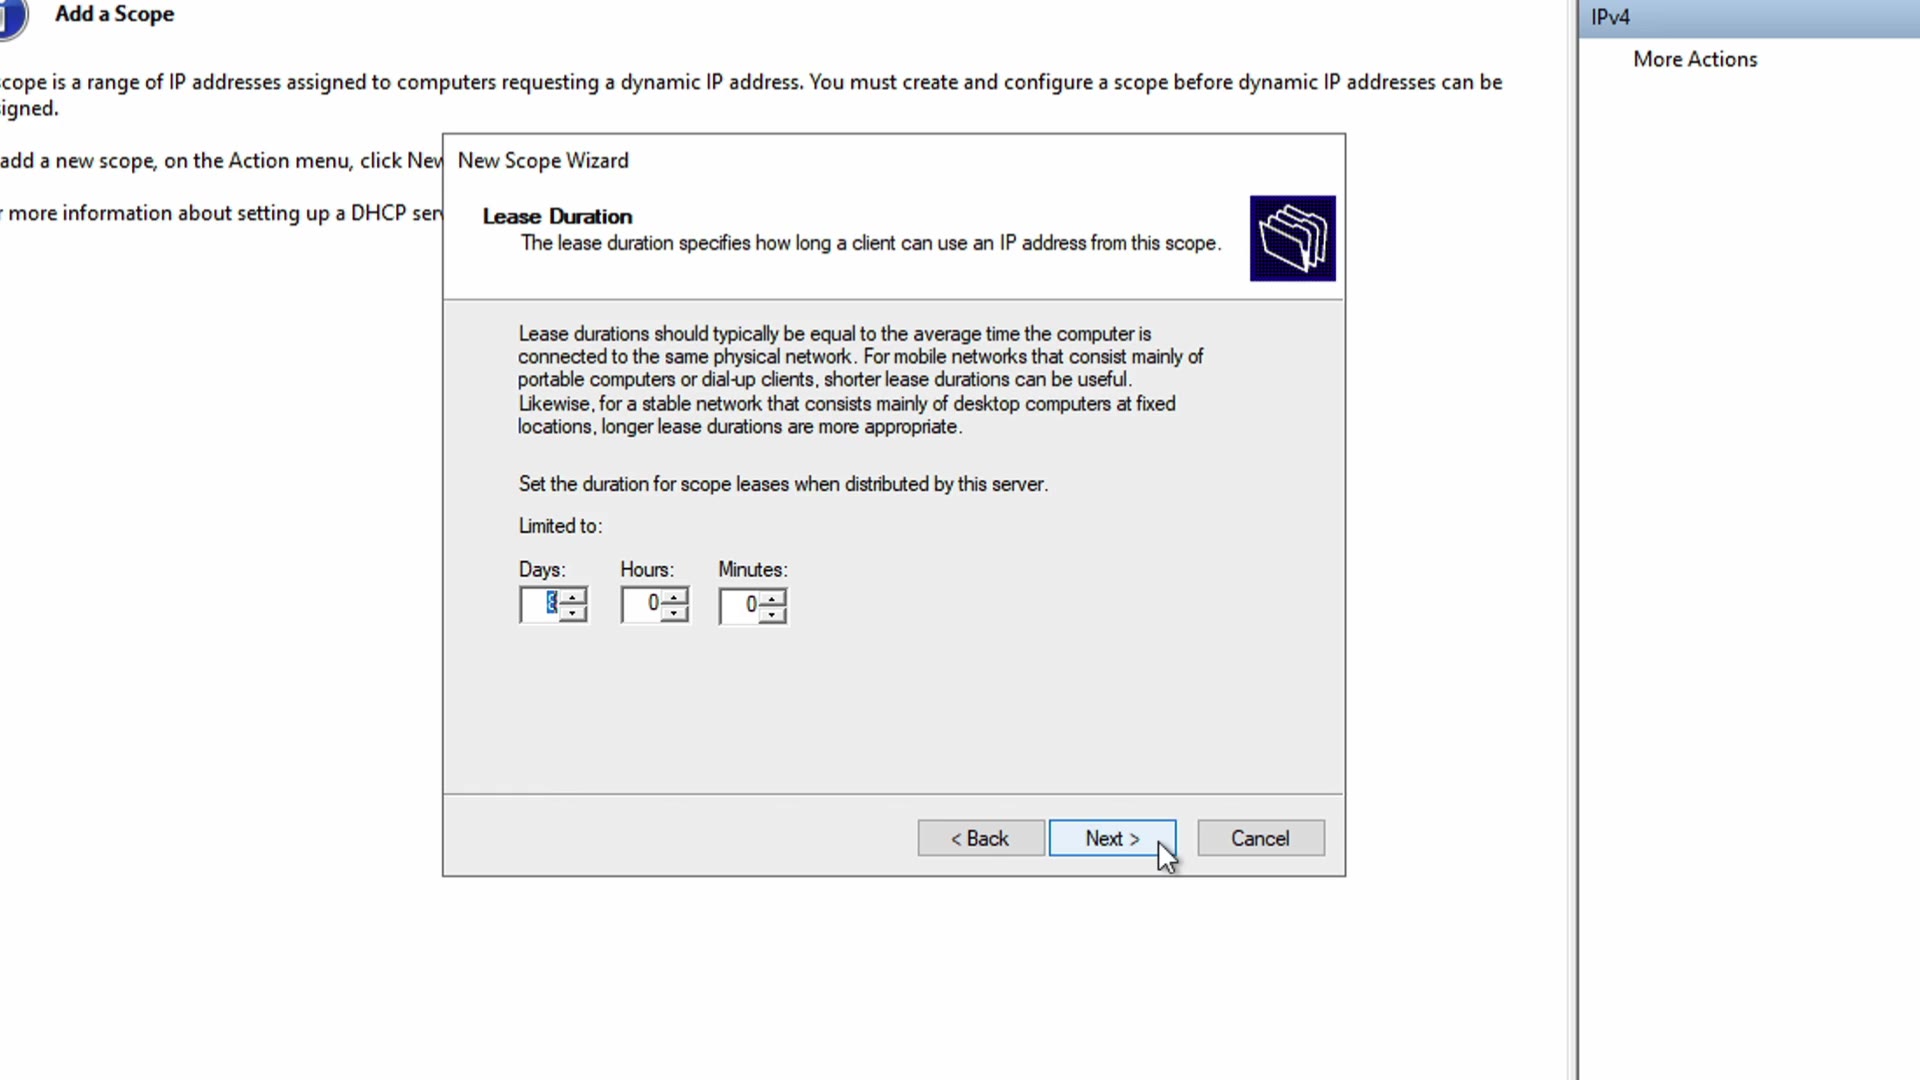 Add a Scope
IPv4
More Actions
cope is a range of IP addresses assigned to computers requesting a dynamic IP address. You must create and configure a scope before dynamic IP addresses can be
igned.
add a new scope, on the Action menu, click New
r more information about setting up a DHCP serv
New Scope Wizard
Lease Duration
The lease duration specifies how long a client can use an IP address from this scope.
Lease durations should typically be equal to the average time the computer is
connected to the same physical network. For mobile networks that consist mainly of
portable computers or dial-up clients, shorter lease durations can be useful.
Likewise, for a stable network that consists mainly of desktop computers at fixed
locations, longer lease durations are more appropriate.
Set the duration for scope leases when distributed by this server.
Limited to:
Days: Hours: Minutes:
0 0
< Back Next > Cancel